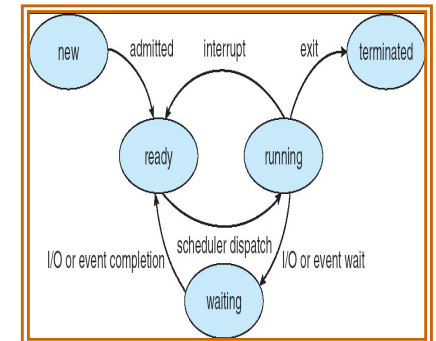 new
admitted
interrupt
exit
terminated
ready
running
scheduler dispatch
I/O or event completion
I/O or event wait
waiting